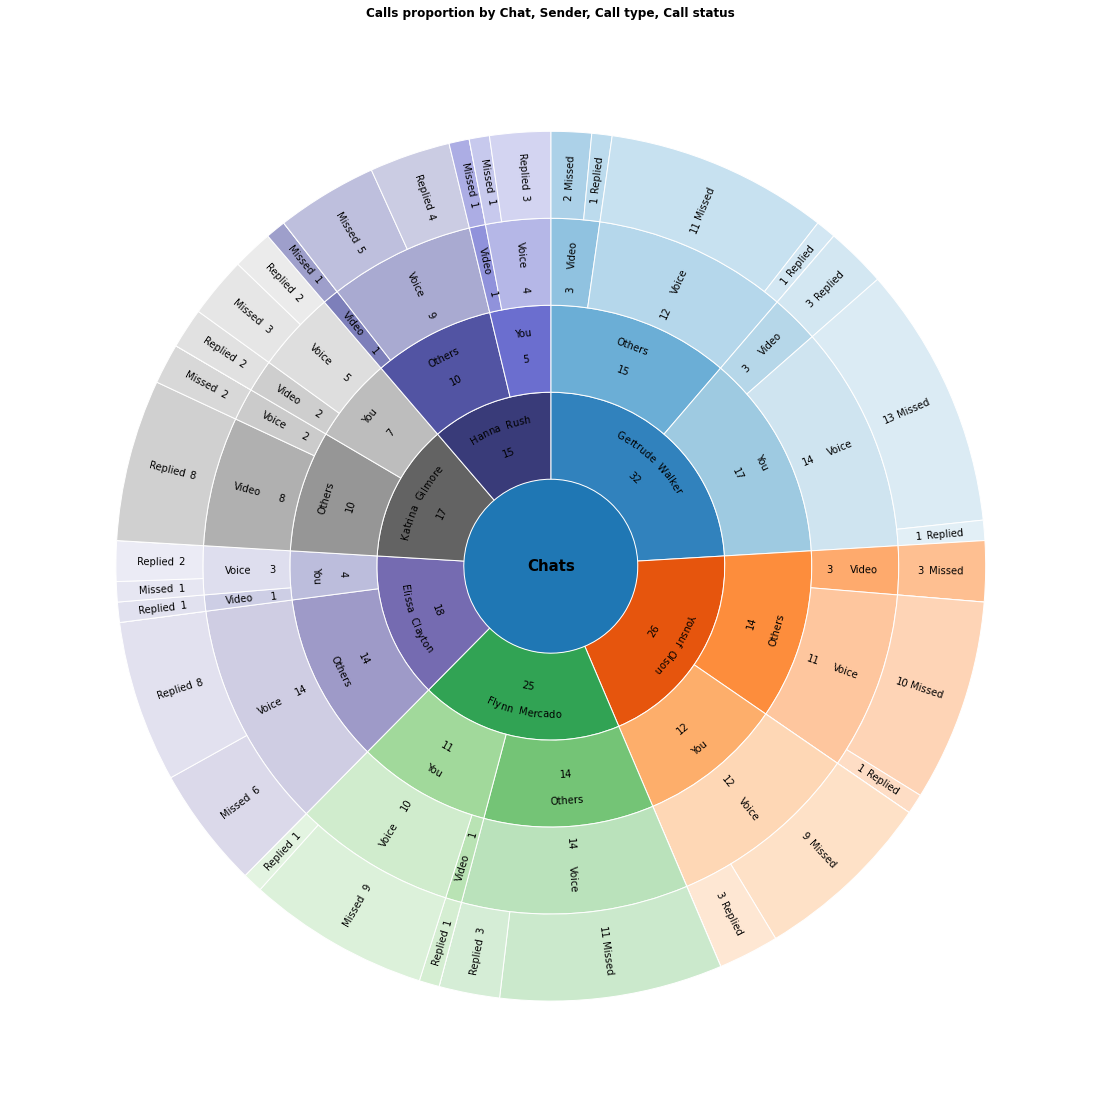 Calls proportion by Chat, Sender, Call type, Call status
Chats
Gertrude Walker
32
Others
15
Video
3
2 Missed
1 Replied
Voice
12
11 Missed
1 Replied
You
17
Video
3
3 Replied
Voice
14
13 Missed
1 Replied
Yousuf Olson
26
Others
14
Video
3
3 Missed
Voice
11
10 Missed
1 Replied
You
12
Voice
12
9 Missed
3 Replied
Flynn Mercado
25
Others
14
Voice
14
11 Missed
Replied 3
You
11
Video
1
Replied 1
Voice
10
Missed 9
Replied 1
Elissa Clayton
18
Others
14
Voice
14
Missed 6
Replied 8
Video
1
Replied 1
You
4
Voice
3
Missed 1
Replied 2
Katrina Gilmore
17
Others
10
Video
8
Replied 8
Voice
2
Missed 2
You
7
Video
2
Replied 2
Voice
5
Missed 3
Replied 2
Hanna Rush
15
Others
10
Video
1
Missed 1
Voice
9
Missed 5
Replied 4
You
5
Video
1
Missed 1
Voice
4
Missed 1
Replied 3